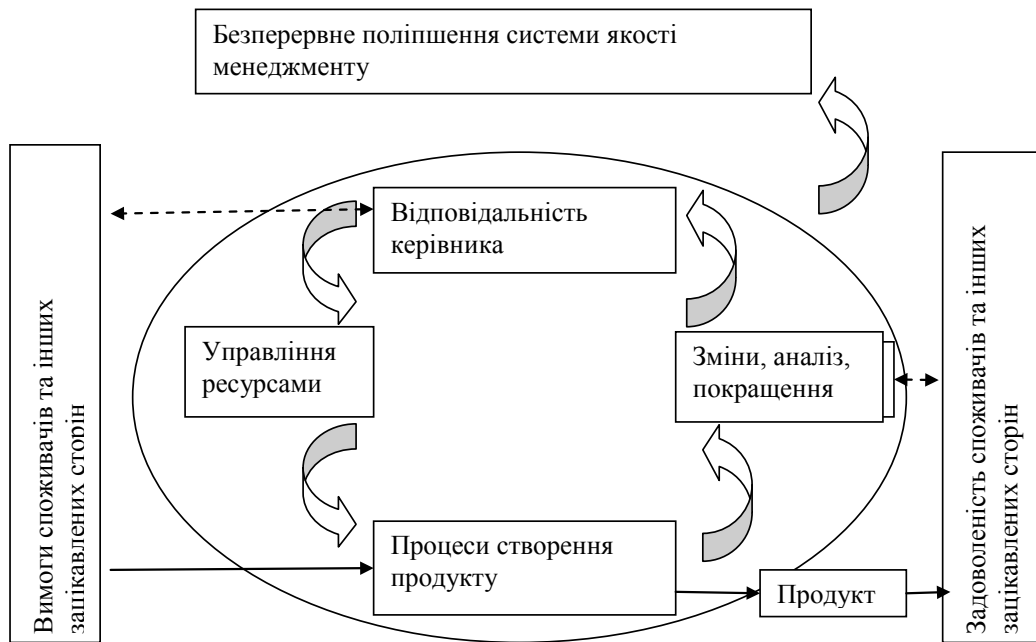 Безперервне поліпшення системи якості
менеджменту
Вимоги споживачів та інших
зацікавлених сторін
Відповідальність
керівника
Управління
ресурсами
Зміни, аналіз,
покращення
Процеси створення
продукту
Продукт
Задоволеність споживачів та інших
зацікавлених сторін